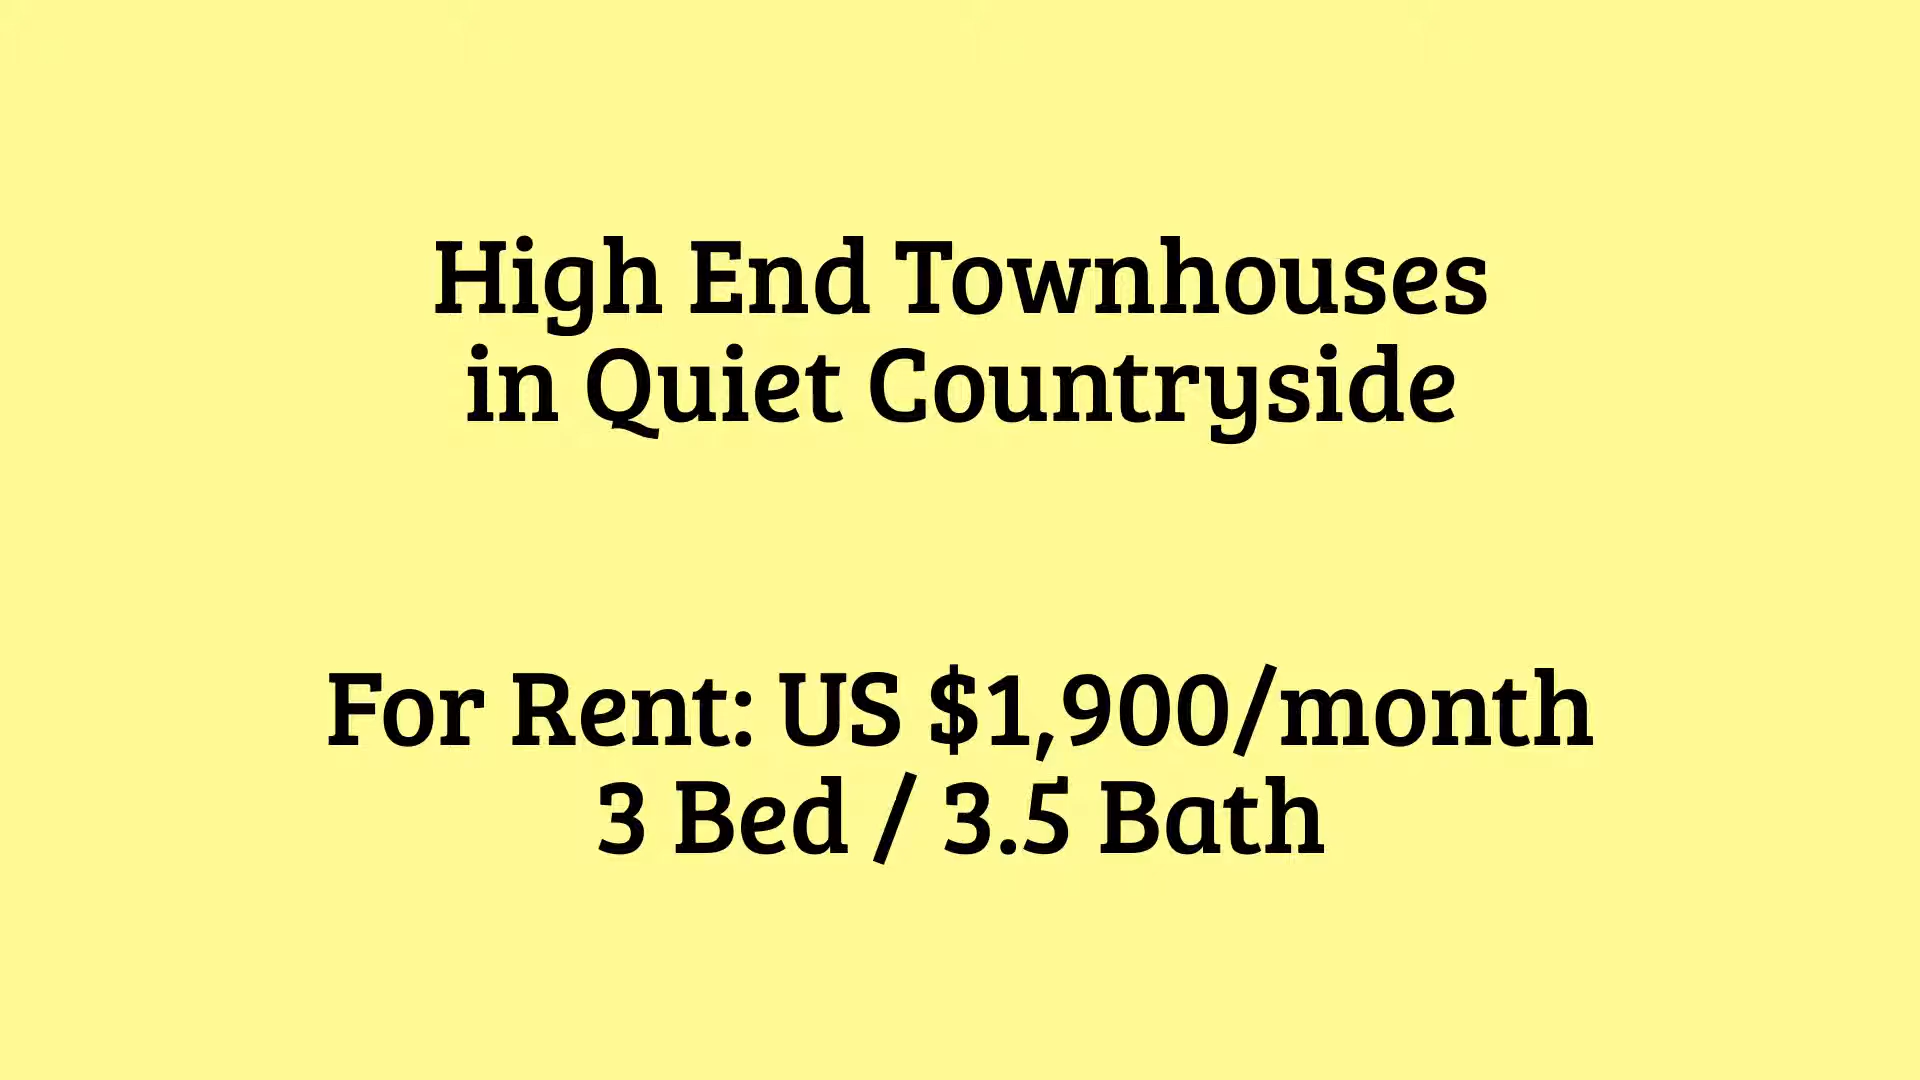 High End Townhouses
in Quiet Countryside
For Rent: US $1,900/month
3 Bed / 3.5 Bath